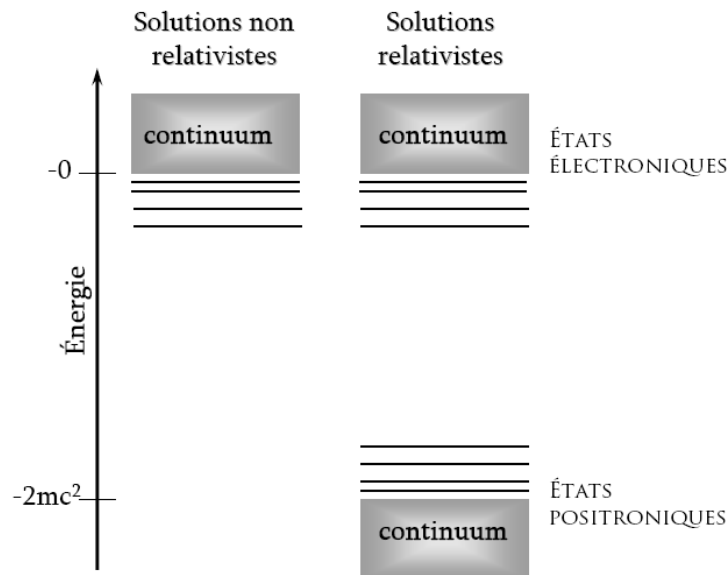 Solutions non
relativistes
Solutions
relativistes
continuum
continuum
ÉTATS
ÉLECTRONIQUES
-0
Énergie
-2mc²
continuum
ÉTATS
POSITRONIQUES